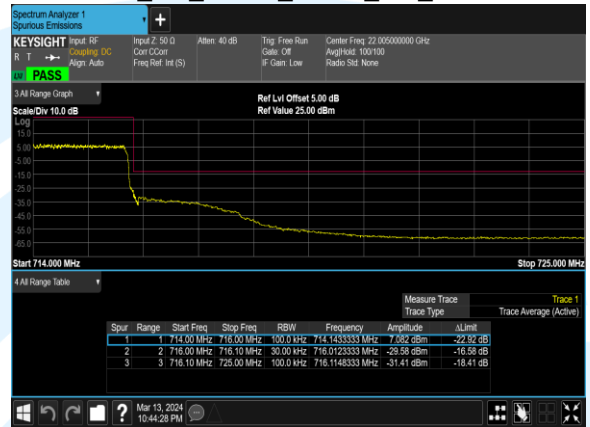 Spectrum Analyzer 1
Spurious Emissions
+
KEYSIGHT Input: RF Input Z: 50 Ω Atten: 40 dB Trig: Free Run Center Freq: 22.005000000 GHz
R T Coupling: DC Corr CCorr Gate: Off Avg|Hold: 100/100
Align: Auto Freq Ref: Int (S) IF Gain: Low Radio Std: None
PASS
3 All Range Graph
Ref Lvl Offset 5.00 dB
Scale/Div 10.0 dB Ref Value 25.00 dBm
Log
15.0
5.00
-5.00
-15.0
-25.0
-35.0
-45.0
-55.0
-65.0
Start 714.000 MHz Stop 725.000 MHz
4 All Range Table
Measure Trace Trace 1
Trace Type Trace Average (Active)
Spur Range Start Freq Stop Freq RBW Frequency Amplitude ΔLimit
1 1 714.00 MHz 716.00 MHz 100.0 kHz 714.1433333 MHz 7.082 dBm -22.92 dB
2 2 716.00 MHz 716.10 MHz 30.00 kHz 716.0123333 MHz -29.58 dBm -16.58 dB
3 3 716.10 MHz 725.00 MHz 100.0 kHz 716.1148333 MHz -31.41 dBm -18.41 dB
? Mar 13, 2024
10:44:28 PM